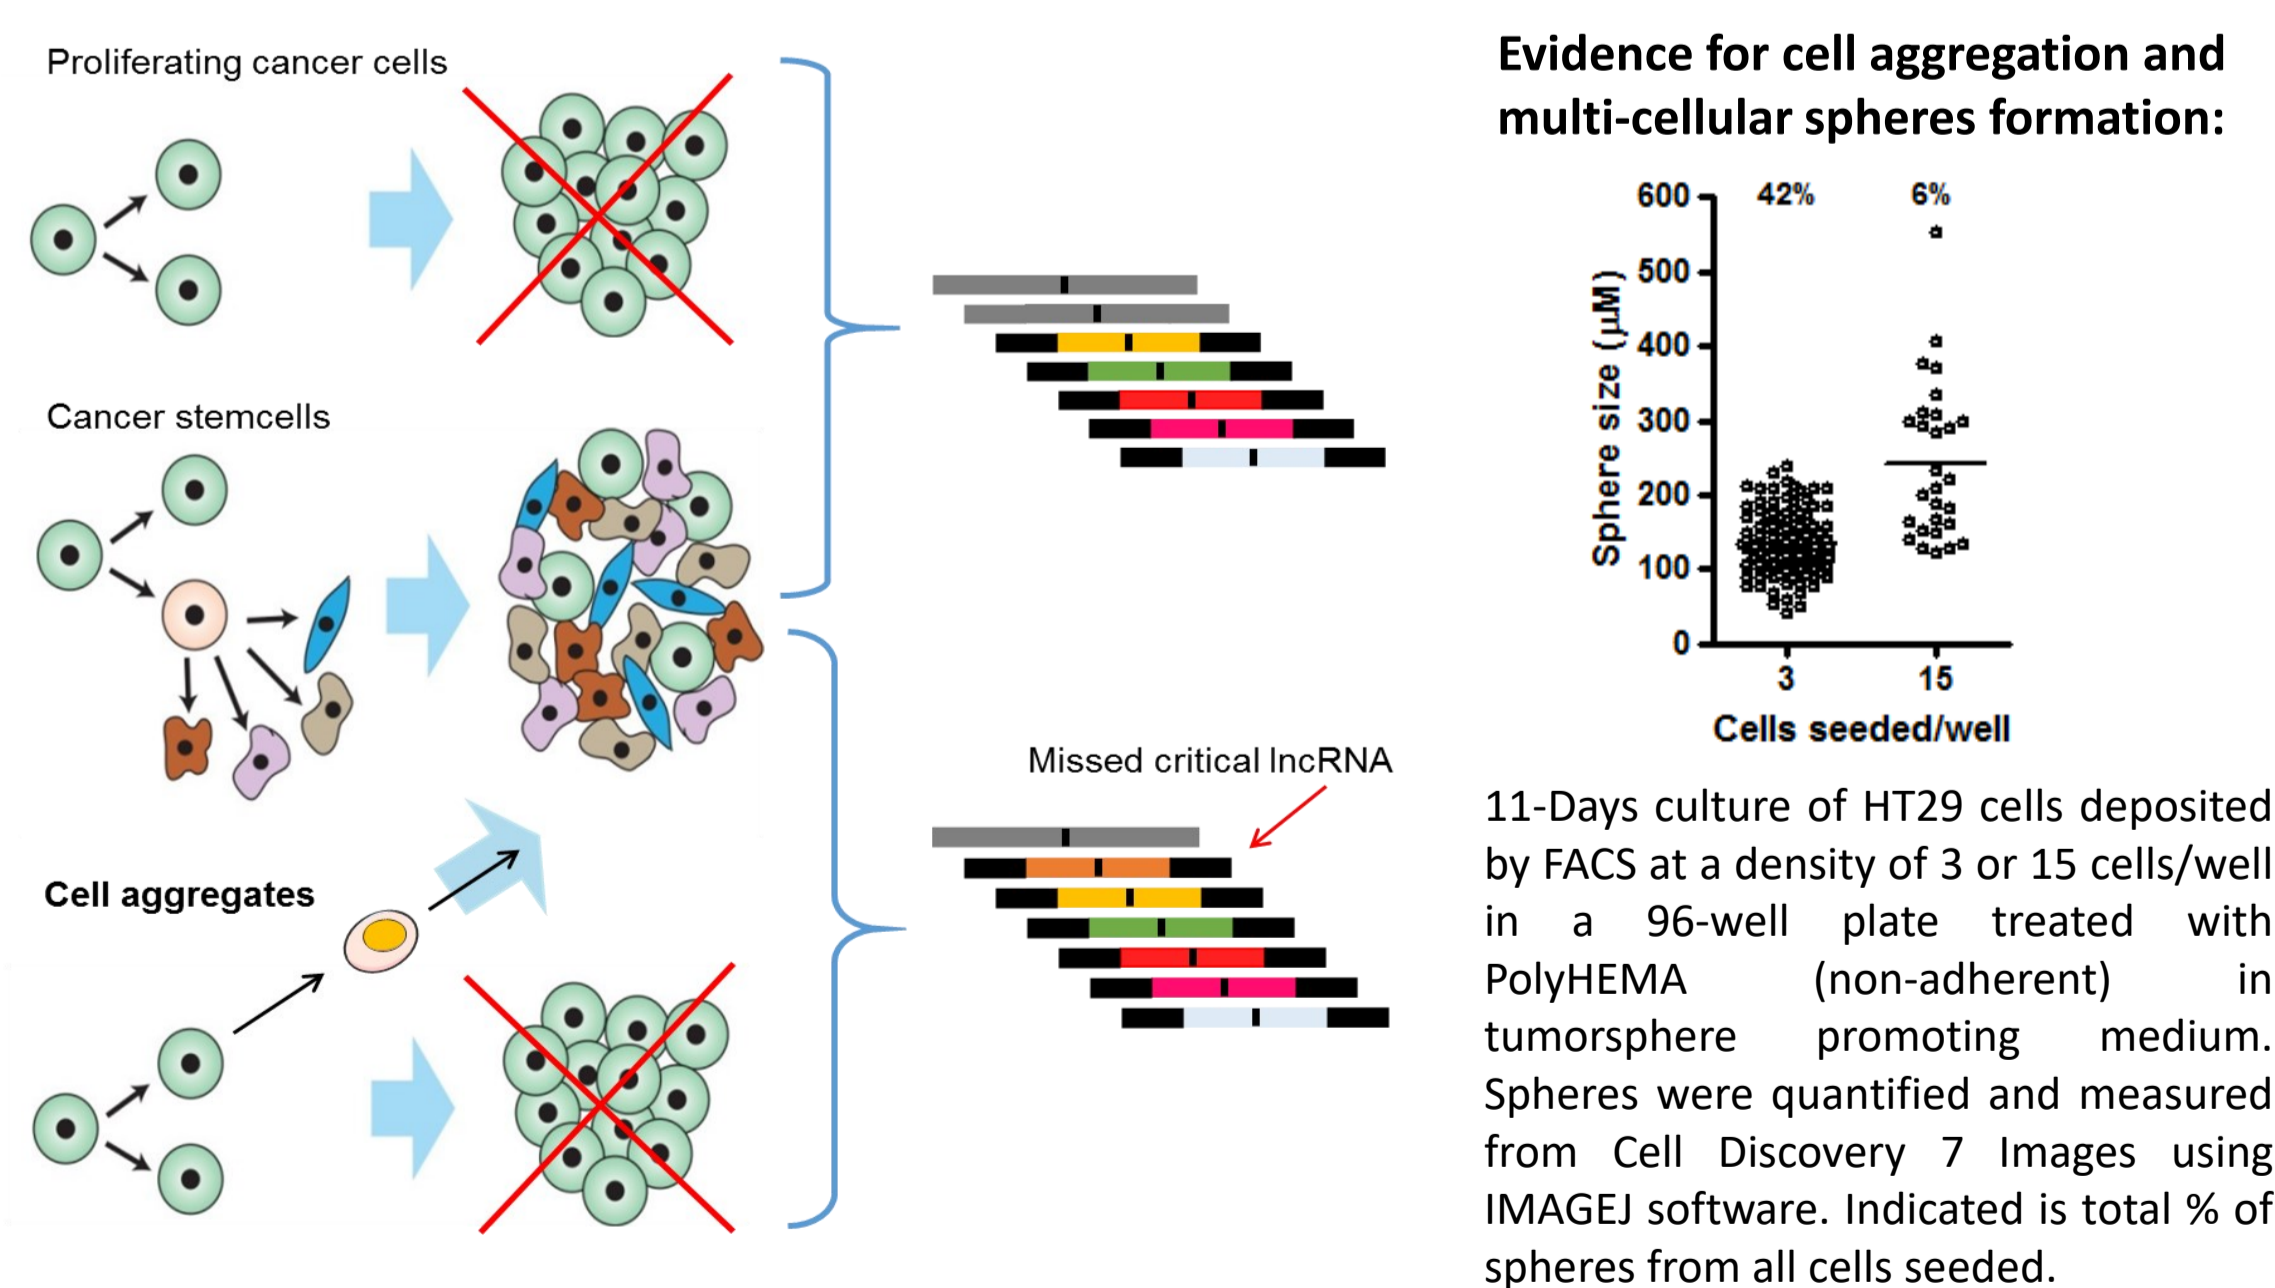 Proliferating cancer cells
Cancer stemcells
Cell aggregates
Missed critical lncRNA
Evidence for cell aggregation and
multi-cellular spheres formation:
600
500
400
300
200
100
0
Sphere size (µM)
42%
6%
3
15
Cells seeded/well
11-Days culture of HT29 cells deposited
by FACS at a density of 3 or 15 cells/well
in a 96-well plate treated with
PolyHEMA (non-adherent) in
tumorsphere promoting medium.
Spheres were quantified and measured
from Cell Discovery 7 Images using
IMAGEJ software. Indicated is total % of
spheres from all cells seeded.